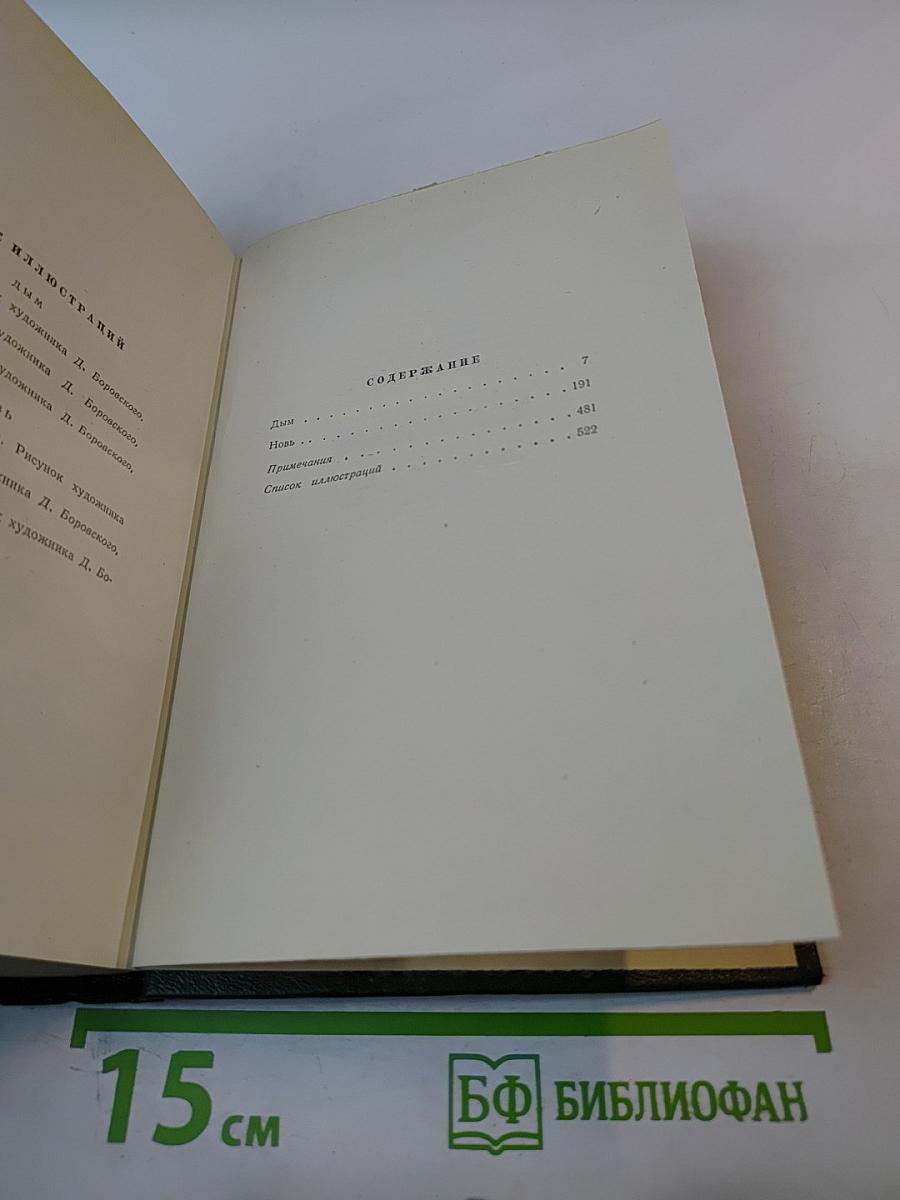 ИЛЛЮСТРАЦИЙ
ДЫМ
художника Д. Боровского.
художника Д. Боровского.
художника Д. Боровского.
Рисунок художника
Д. Боровского.
художника Д. Бо-
СОДЕРЖАНИЕ
Дым . . . . . . . . . . . . . . . . 7
Новь . . . . . . . . . . . . . . . . 191
Примечания . . . . . . . . . . . . . 481
Список иллюстраций . . . . . . . . . . 522
15 см
БФ БИБЛИОФАН